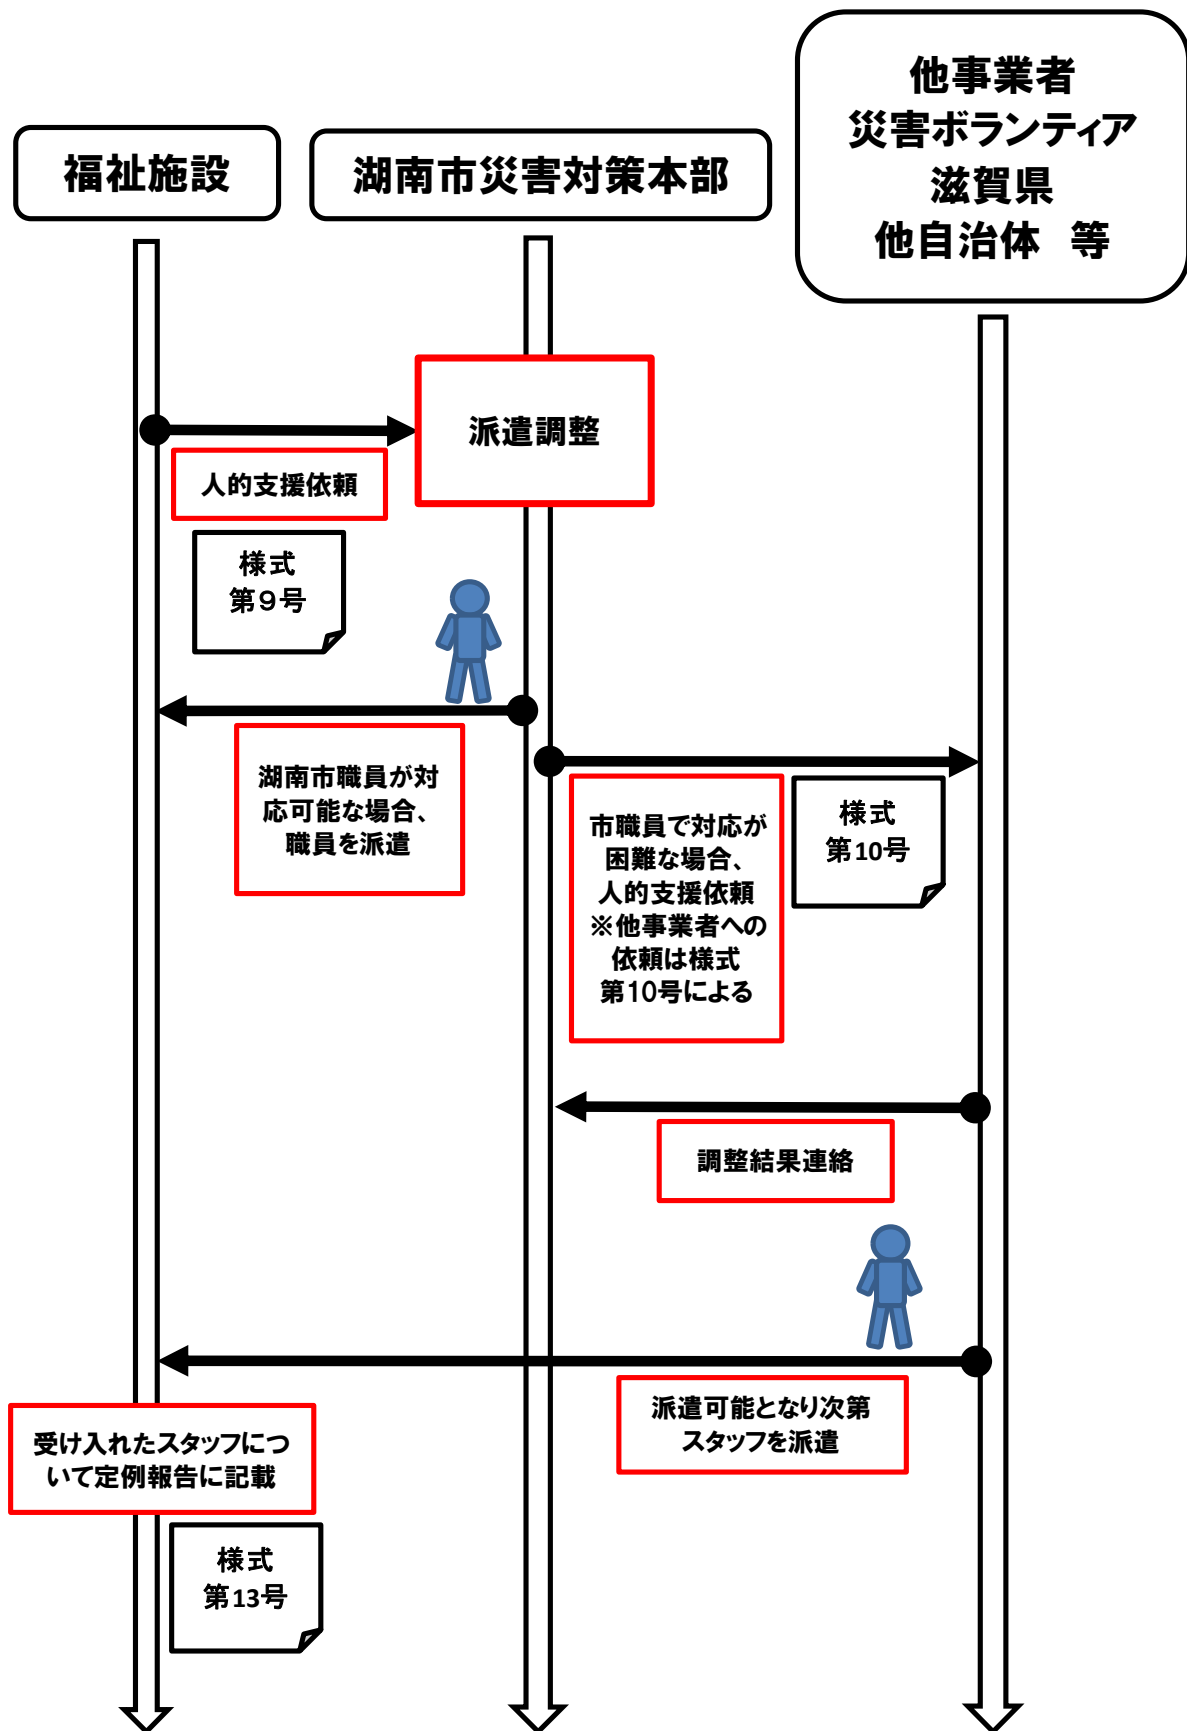 福祉施設
湖南市災害対策本部
他事業者
災害ボランティア
滋賀県
他自治体　等
派遣調整
人的支援依頼
様式
第９号
湖南市職員が対
応可能な場合、
職員を派遣
市職員で対応が
困難な場合、
人的支援依頼
※他事業者への
依頼は様式
第10号による
様式
第10号
調整結果連絡
派遣可能となり次第
スタッフを派遣
受け入れたスタッフにつ
いて定例報告に記載
様式
第13号